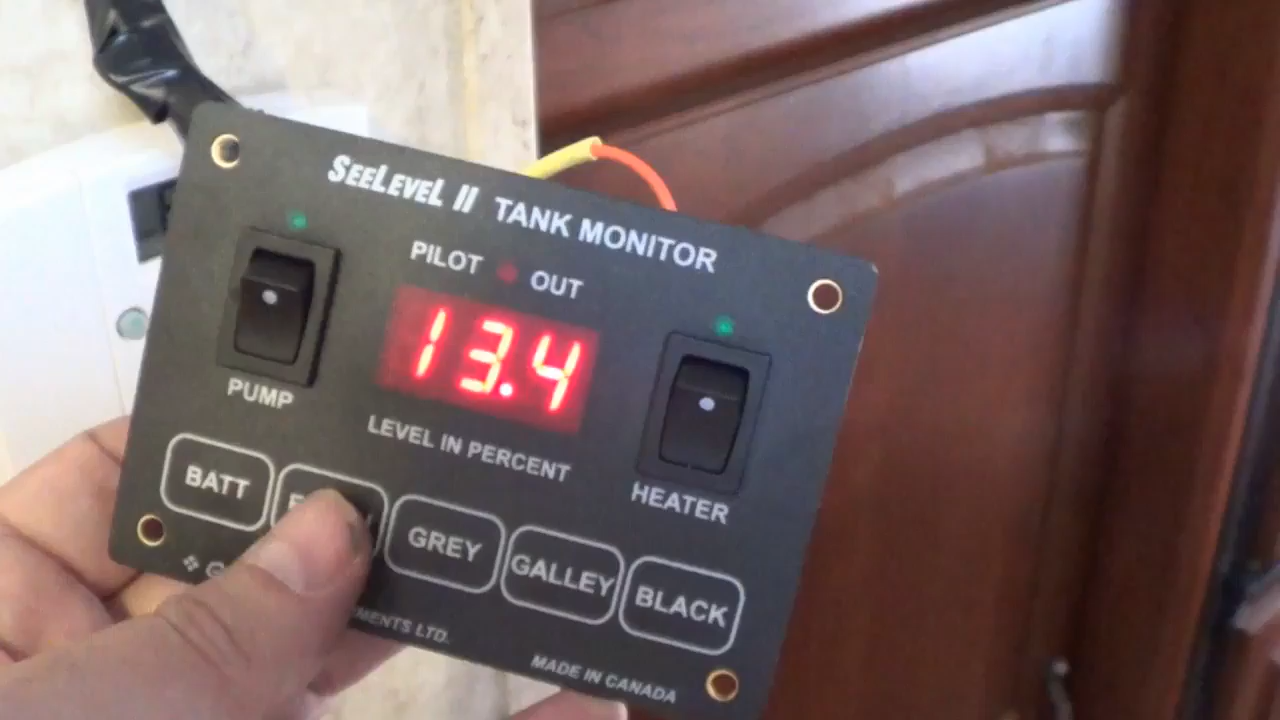 SEELEVEL II TANK MONITOR
PILOT OUT
13.4
LEVEL IN PERCENT
PUMP
HEATER
BATT
GREY
GALLEY
BLACK
LTD.
MADE IN CANADA